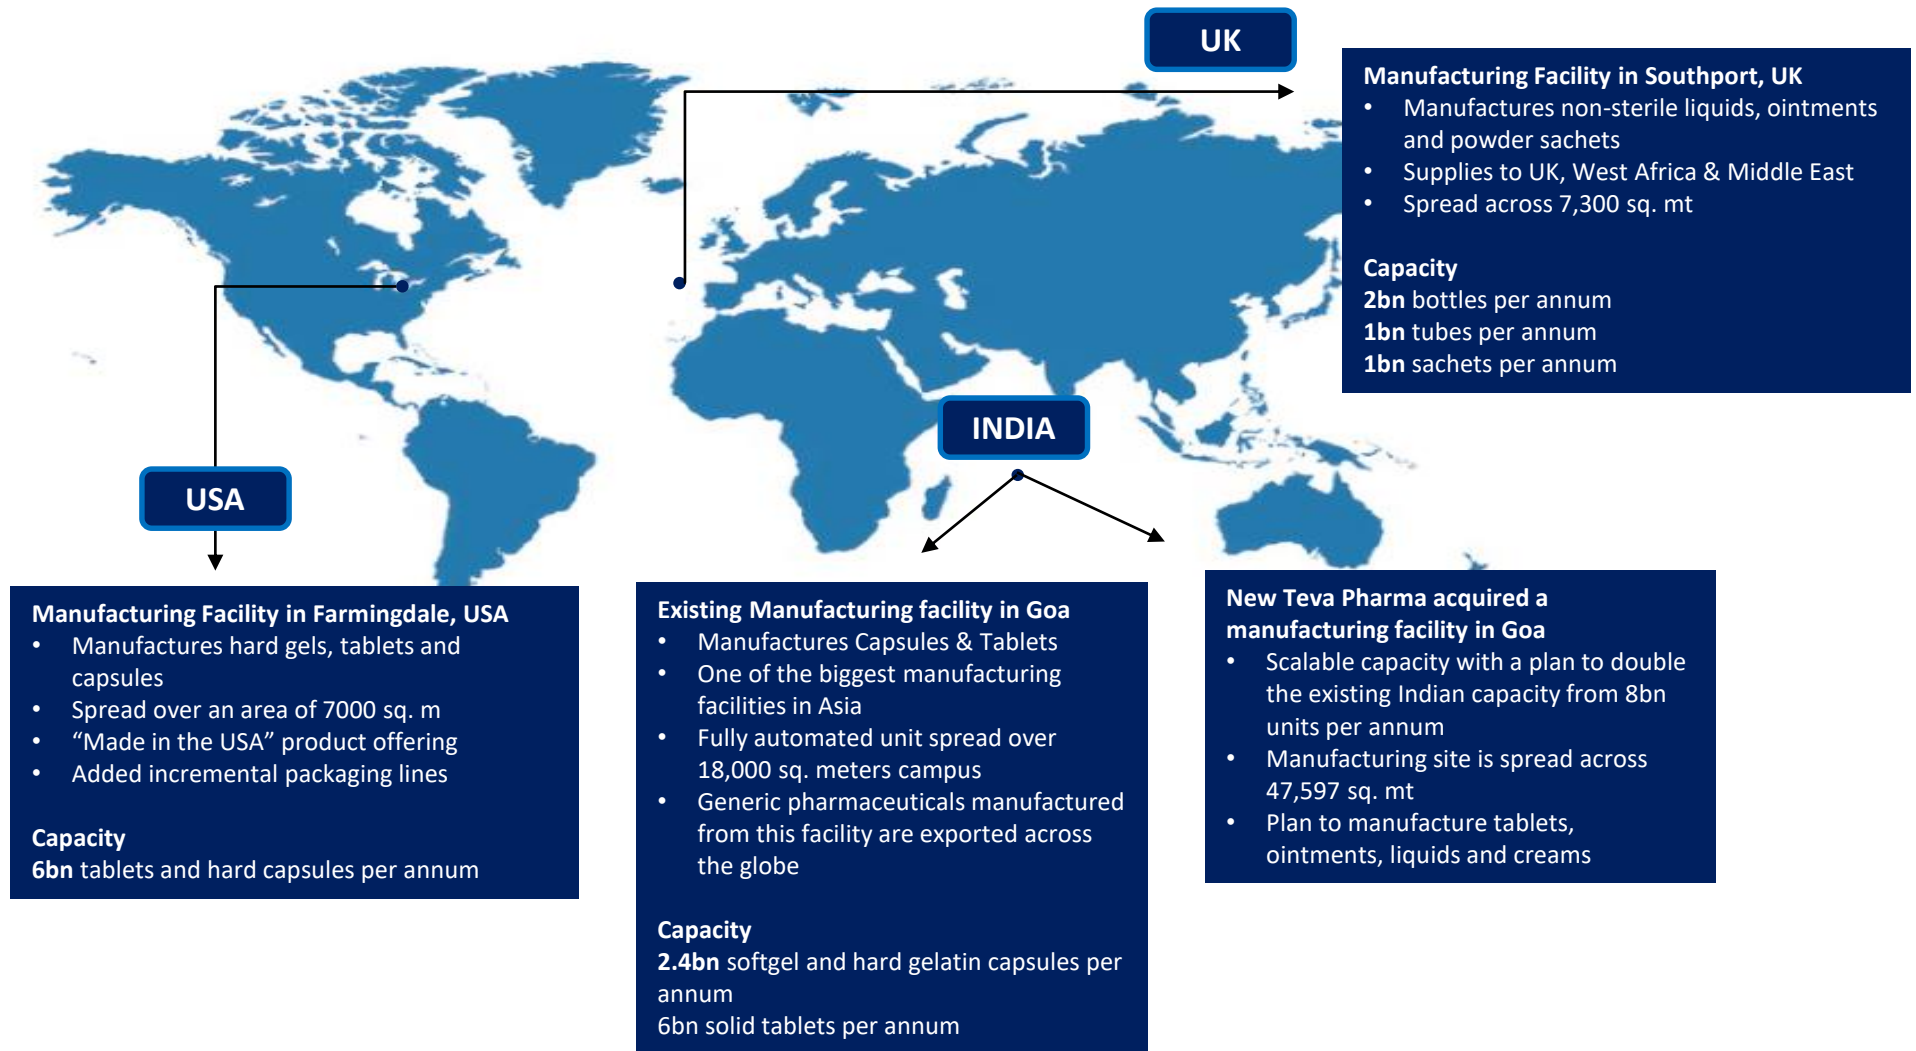 UK
Manufacturing Facility in Southport, UK
• Manufactures non-sterile liquids, ointments
and powder sachets
• Supplies to UK, West Africa & Middle East
• Spread across 7,300 sq. mt
Capacity
2bn bottles per annum
1bn tubes per annum
1bn sachets per annum
INDIA
USA
Manufacturing Facility in Farmingdale, USA
• Manufactures hard gels, tablets and
capsules
• Spread over an area of 7000 sq. m
• “Made in the USA” product offering
• Added incremental packaging lines
Capacity
6bn tablets and hard capsules per annum
Existing Manufacturing facility in Goa
• Manufactures Capsules & Tablets
• One of the biggest manufacturing
facilities in Asia
• Fully automated unit spread over
18,000 sq. meters campus
• Generic pharmaceuticals manufactured
from this facility are exported across
the globe
Capacity
2.4bn softgel and hard gelatin capsules per
annum
6bn solid tablets per annum
New Teva Pharma acquired a
manufacturing facility in Goa
• Scalable capacity with a plan to double
the existing Indian capacity from 8bn
units per annum
• Manufacturing site is spread across
47,597 sq. mt
• Plan to manufacture tablets,
ointments, liquids and creams